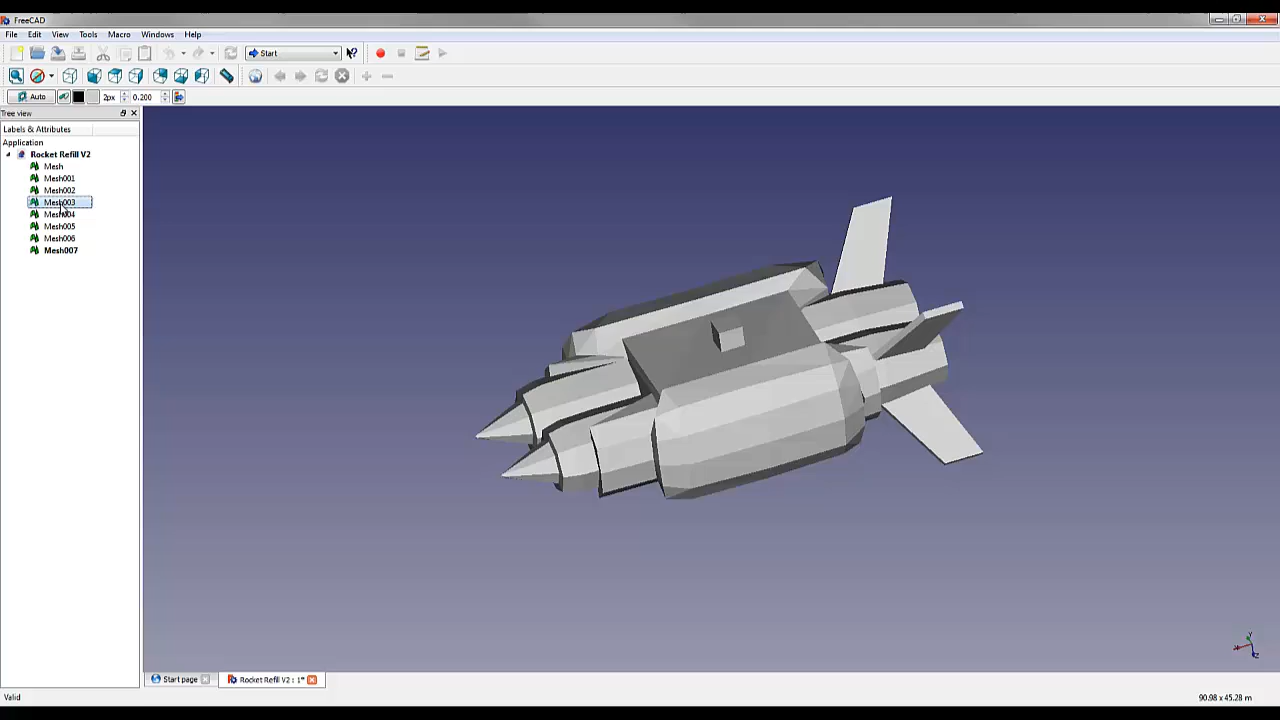 FreeCAD
File Edit View Tools Macro Windows Help
Start
Auto 2px 0.200
Tree view
Labels & Attributes
Application
Rocket Refill V2
Mesh
Mesh001
Mesh002
Mesh003
Mesh004
Mesh005
Mesh006
Mesh007
Start page Rocket Refill V2 : 1*
Valid 90.98 x 45.28 m